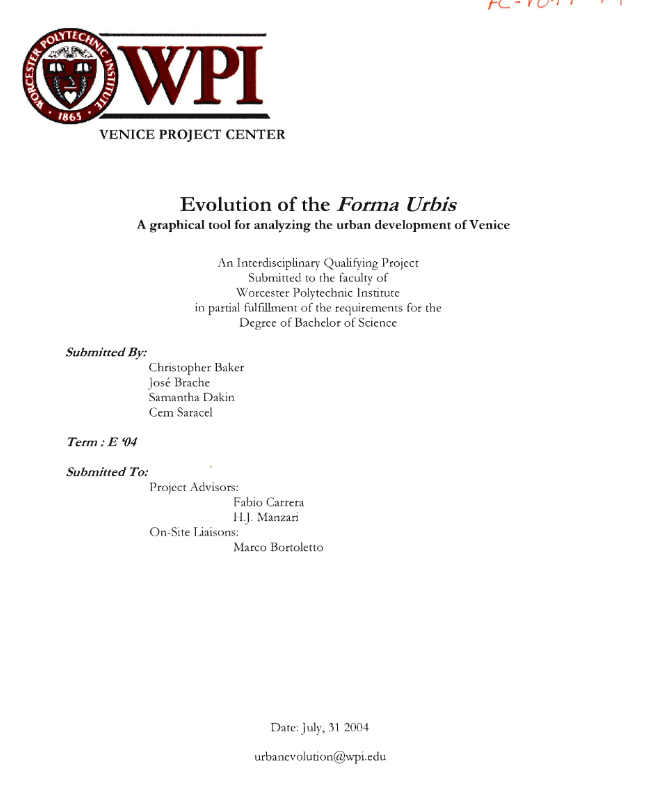 WORCESTER POLYTECHNIC INSTITUTE
1865
WPI
VENICE PROJECT CENTER
Evolution of the Forma Urbis
A graphical tool for analyzing the urban development of Venice
An Interdisciplinary Qualifying Project
Submitted to the faculty of
Worcester Polytechnic Institute
in partial fulfillment of the requirements for the
Degree of Bachelor of Science
Submitted By:
Christopher Baker
José Brache
Samantha Dakin
Cem Saracel
Term : E '04
Submitted To:
Project Advisors:
Fabio Carrera
H.J. Manzari
On-Site Liaisons:
Marco Bortoletto
Date: July, 31 2004
urbanevolution@wpi.edu